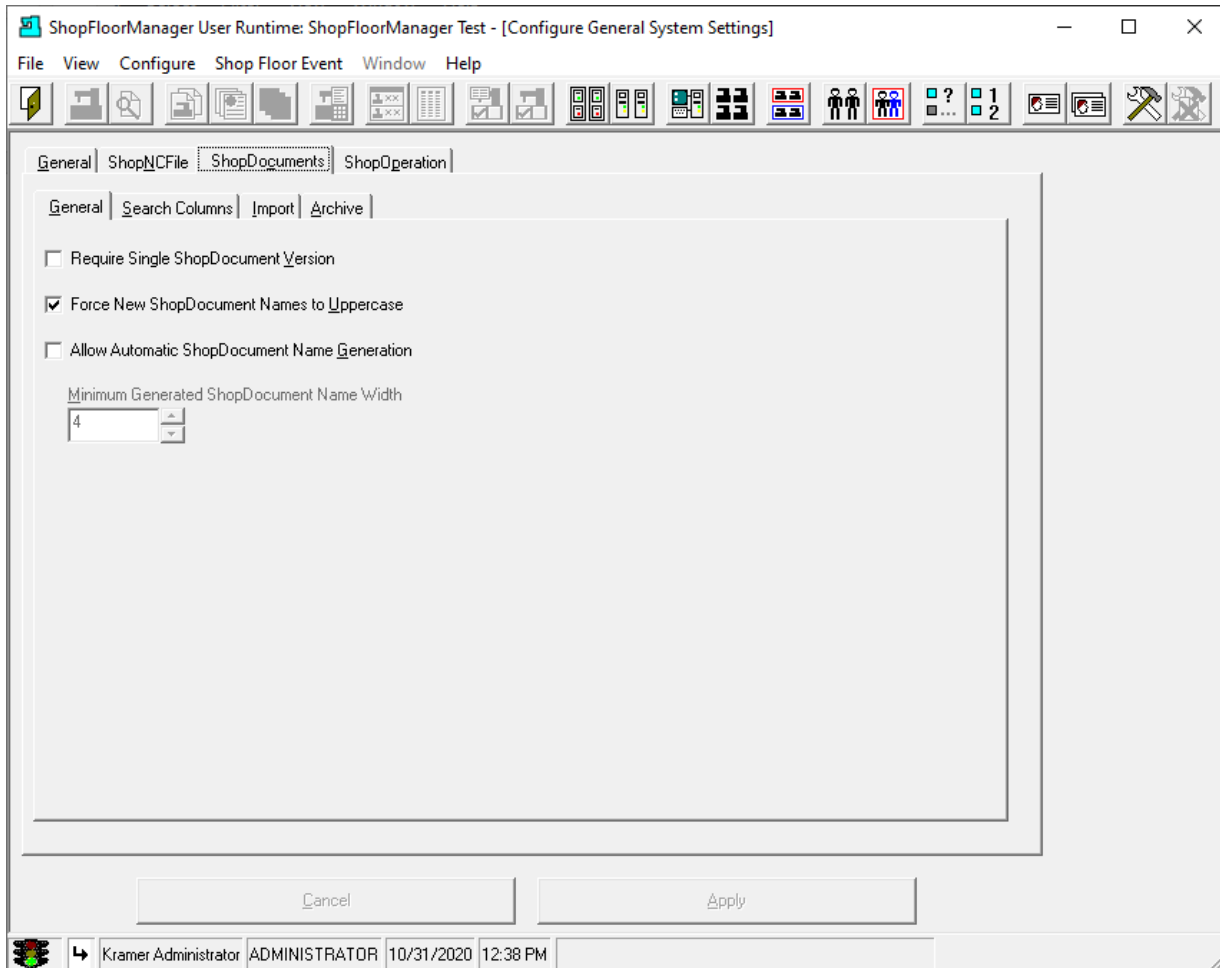 ShopFloorManager User Runtime: ShopFloorManager Test - [Configure General System Settings]
File View Configure Shop Floor Event Window Help
General ShopNCFile ShopDocuments ShopOperation
General Search Columns Import Archive
Require Single ShopDocument Version
Force New ShopDocument Names to Uppercase
Allow Automatic ShopDocument Name Generation
Minimum Generated ShopDocument Name Width
4
Cancel Apply
Kramer Administrator ADMINISTRATOR 10/31/2020 12:38 PM